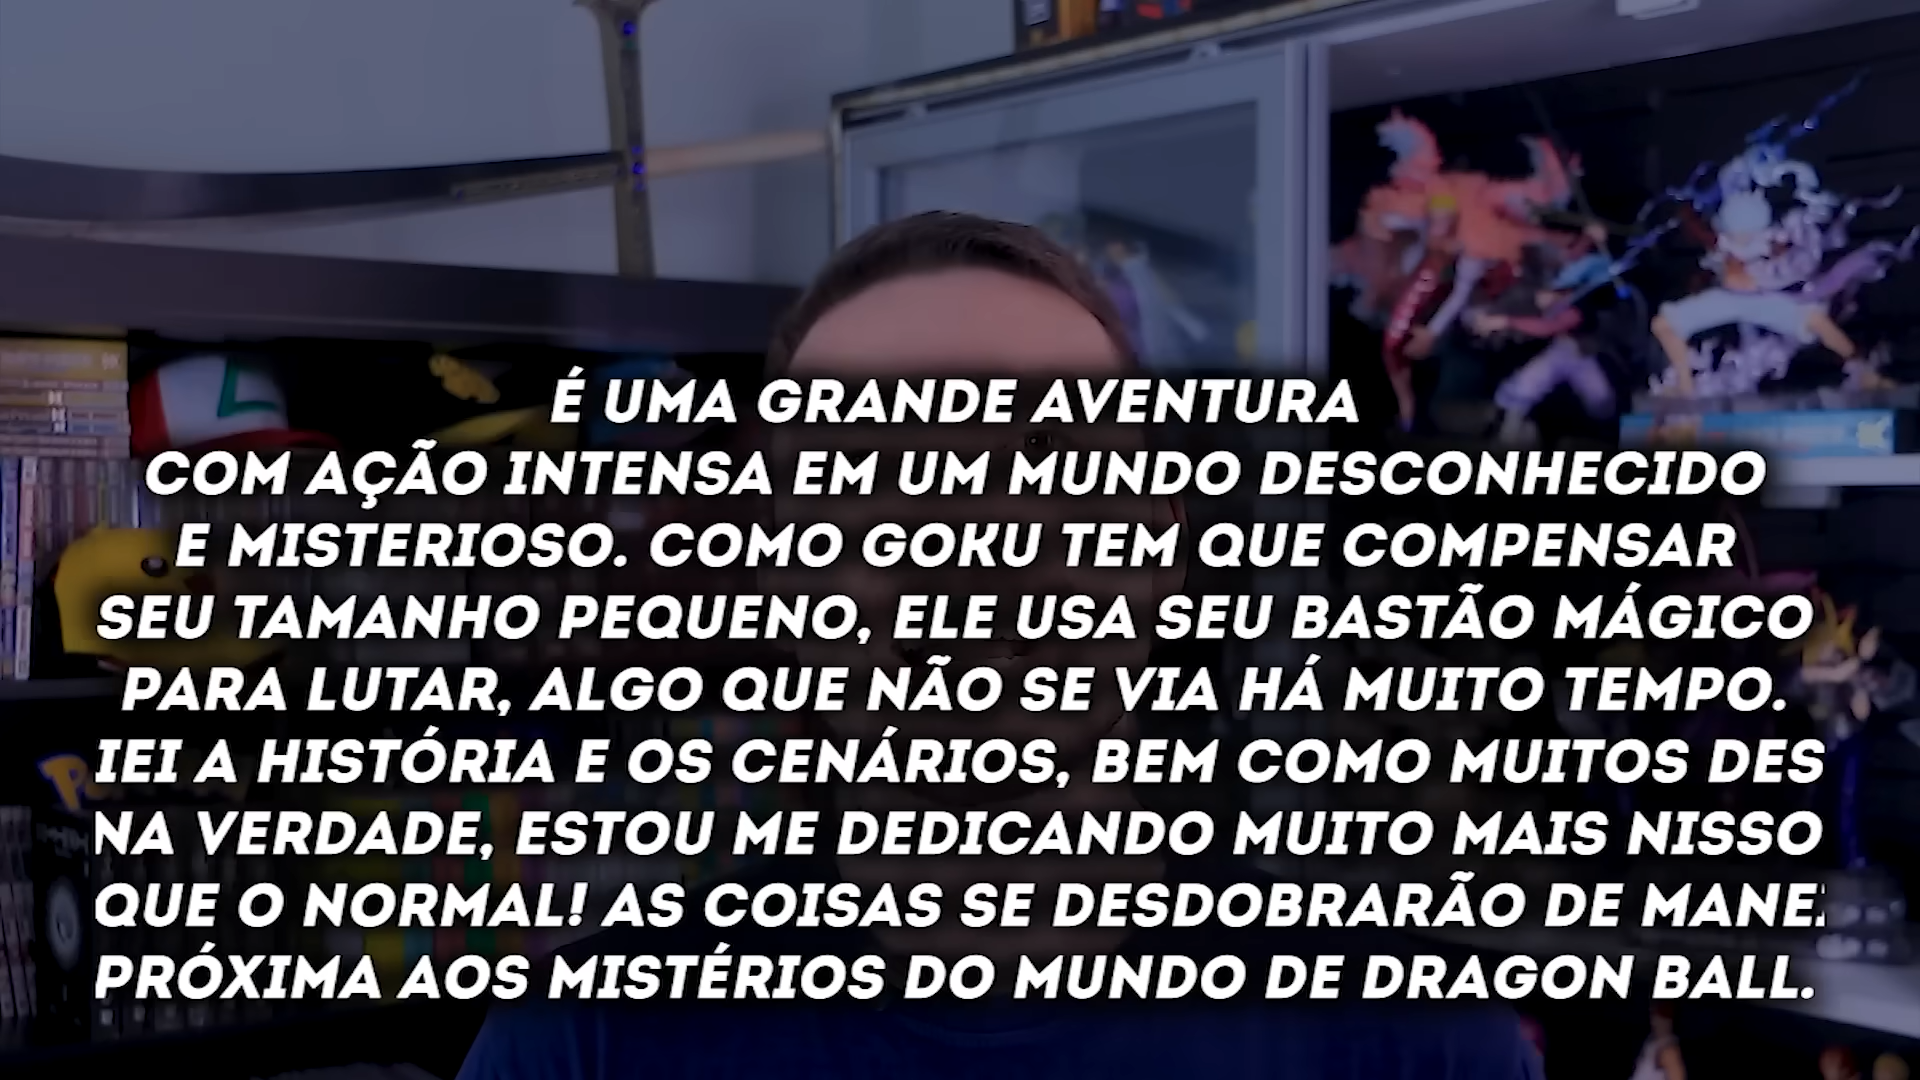 É UMA GRANDE AVENTURA
COM AÇÃO INTENSA EM UM MUNDO DESCONHECIDO
E MISTERIOSO. COMO GOKU TEM QUE COMPENSAR
SEU TAMANHO PEQUENO, ELE USA SEU BASTÃO MÁGICO
PARA LUTAR, ALGO QUE NÃO SE VIA HÁ MUITO TEMPO.
IEI A HISTÓRIA E OS CENÁRIOS, BEM COMO MUITOS DES
NA VERDADE, ESTOU ME DEDICANDO MUITO MAIS NISSO
QUE O NORMAL! AS COISAS SE DESDOBRARÃO DE MANE
PRÓXIMA AOS MISTÉRIOS DO MUNDO DE DRAGON BALL.